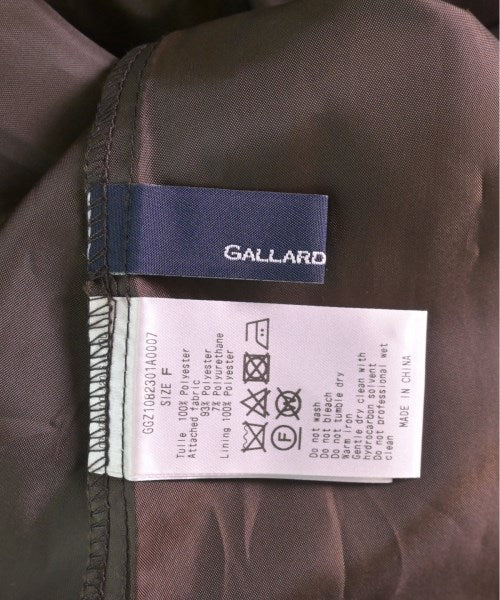 GALLARD
GGZ1082301A0007
SIZE F
Tulle 100% Polyester
Attached fabric
93% Polyester
7% Polyurethane
Lining 100% Polyester
Do not wash
Do not bleach
Do not tumble dry
Warm iron
Gentle dry clean with
hydrocarbon solvent
Do not professional wet
clean
MADE IN CHINA